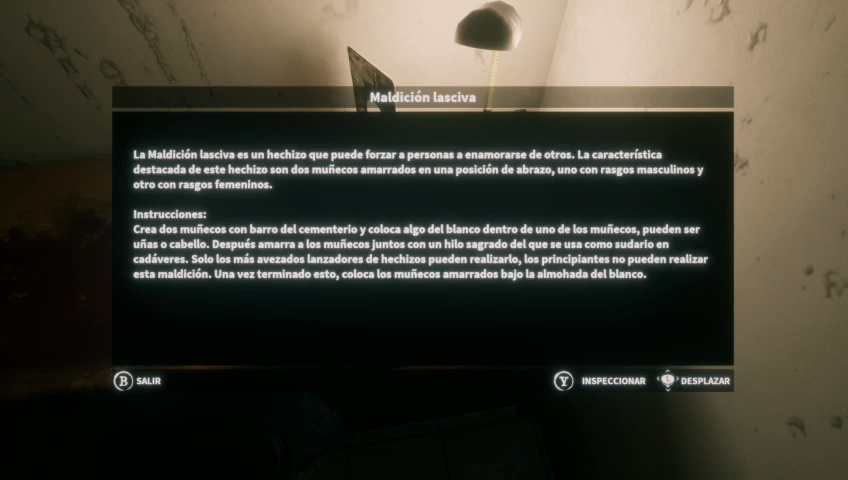 Maldición lasciva
La Maldición lasciva es un hechizo que puede forzar a personas a enamorarse de otros. La característica
destacada de este hechizo son dos muñecos amarrados en una posición de abrazo, uno con rasgos masculinos y
otro con rasgos femeninos.
Instrucciones:
Crea dos muñecos con barro del cementerio y coloca algo del blanco dentro de uno de los muñecos, pueden ser
uñas o cabello. Después amarra a los muñecos juntos con un hilo sagrado del que se usa como sudario en
cadáveres. Solo los más avezados lanzadores de hechizos pueden realizarlo, los principiantes no pueden realizar
esta maldición. Una vez terminado esto, coloca los muñecos amarrados bajo la almohada del blanco.
B SALIR Y INSPECCIONAR L DESPLAZAR